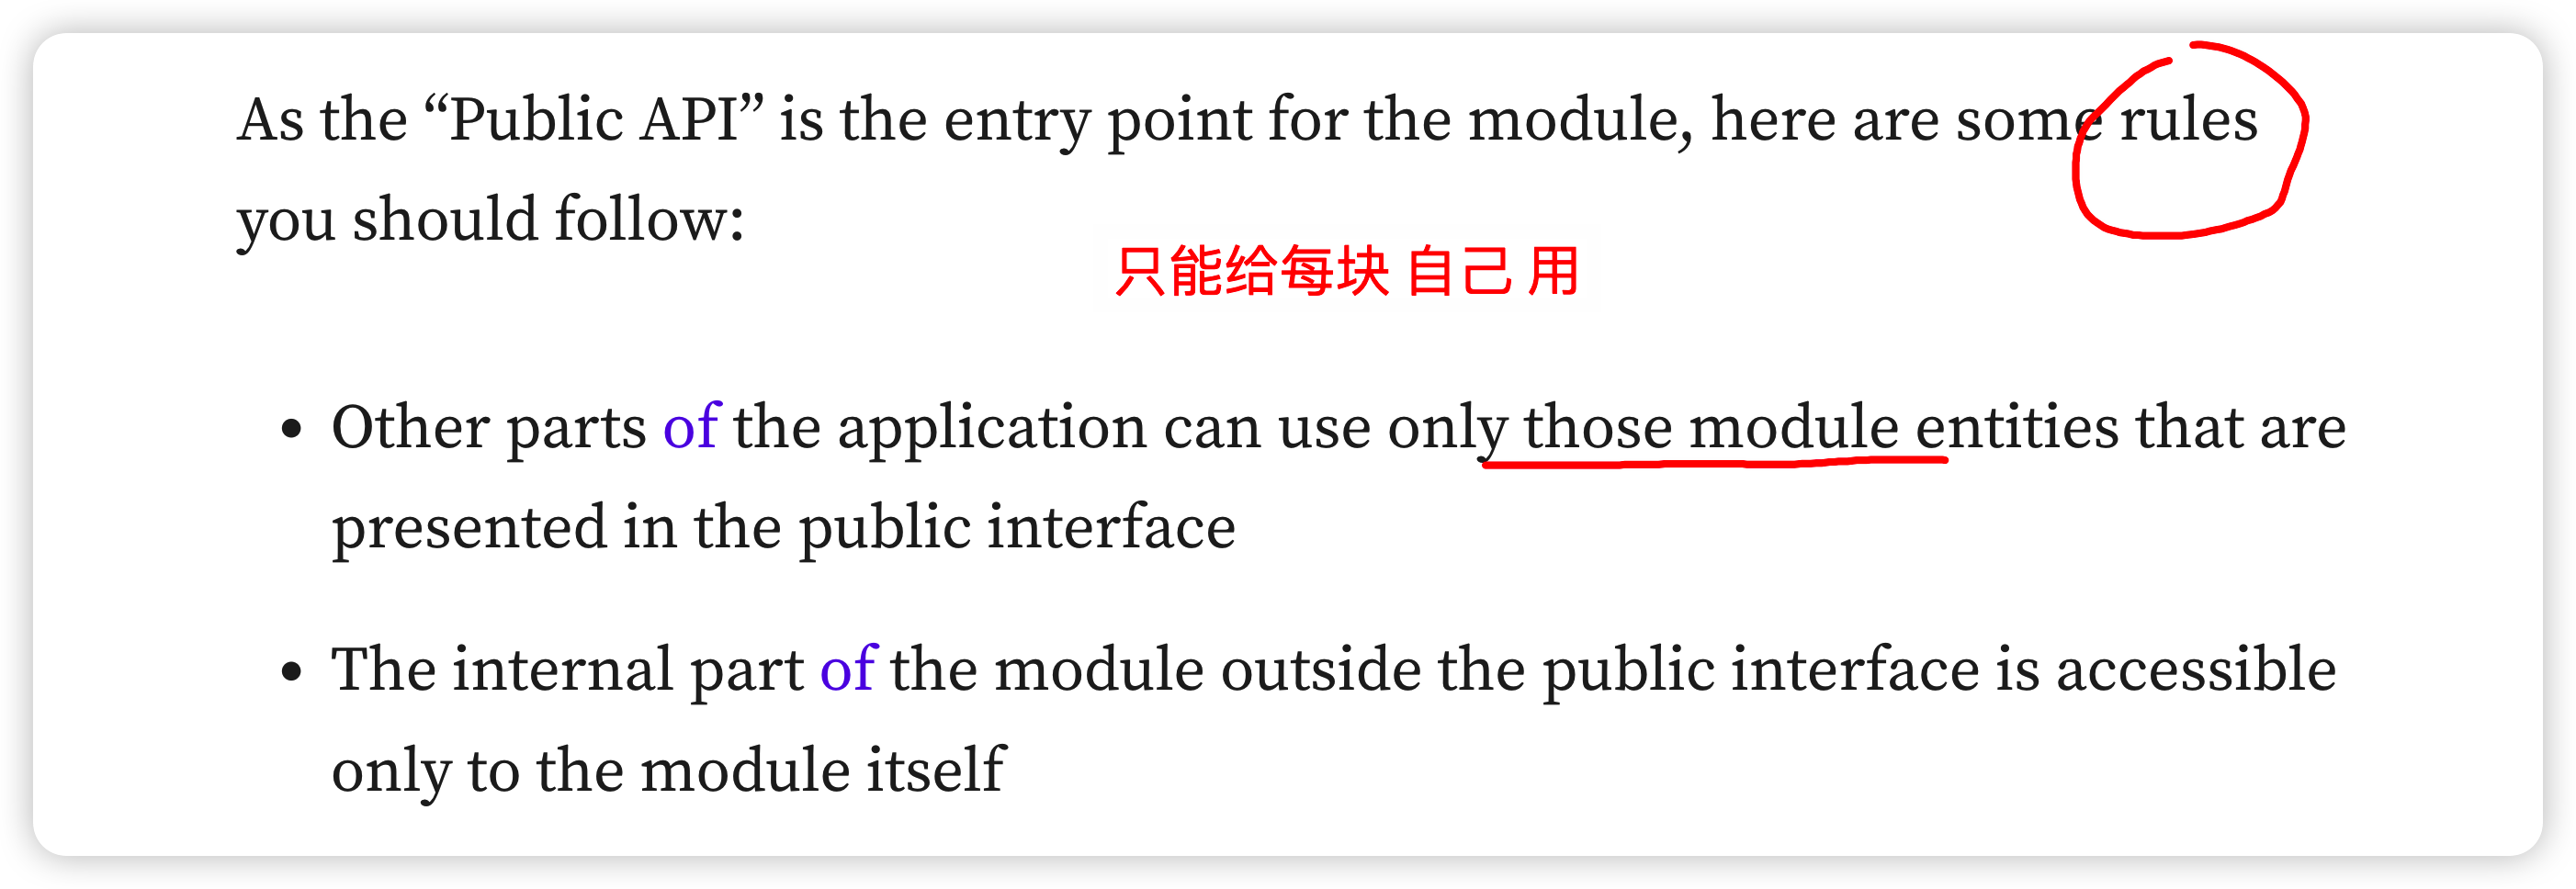 As the “Public API” is the entry point for the module, here are some rules
you should follow:
只能给每块 自己 用
• Other parts of the application can use only those module entities that are
presented in the public interface
• The internal part of the module outside the public interface is accessible
only to the module itself